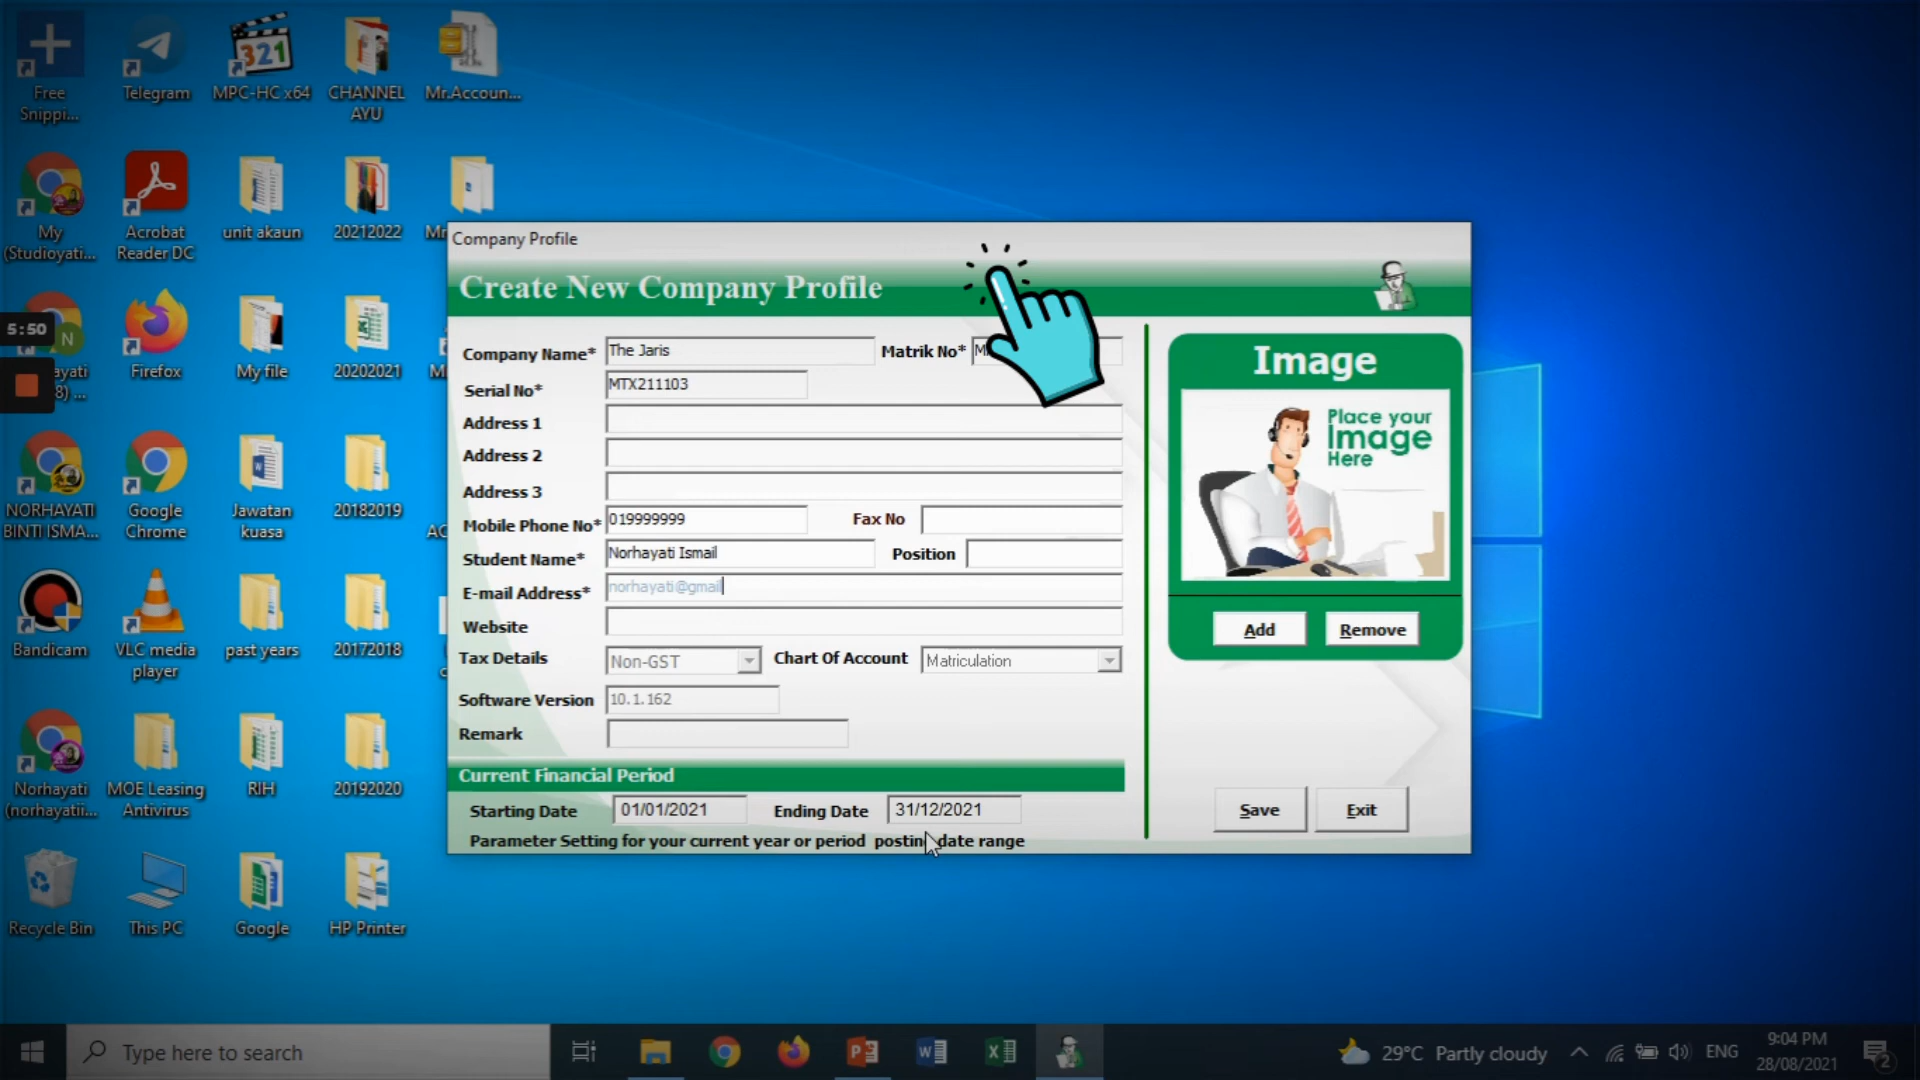 Free Snippi...
Telegram
321
MPC-HC x64
CHANNEL AYU
Mr.Accoun...
My (Studioyati...
Acrobat Reader DC
unit akaun
20212022
5:50
N
Firefox
My file
20202021
NORHAYATI BINTI ISMA...
Google Chrome
Jawatan kuasa
20182019
Bandicam
VLC media player
past years
20172018
Norhayati (norhayatii...
MOE Leasing Antivirus
RIH
20192020
Recycle Bin
This PC
Google
HP Printer
Company Profile
Create New Company Profile
Company Name* The Jaris Matrik No*
Serial No* MTX211103
Address 1
Address 2
Address 3
Mobile Phone No* 019999999 Fax No
Student Name* Norhayati Ismail Position
E-mail Address* norhayati@gmail
Website
Tax Details Non-GST Chart Of Account Matriculation
Software Version 10.1.162
Remark
Current Financial Period
Starting Date 01/01/2021 Ending Date 31/12/2021
Parameter Setting for your current year or period posting date range
Image
Place your
Image
Here
Add Remove
Save Exit
Type here to search
29°C Partly cloudy
ENG
9:04 PM
28/08/2021
2